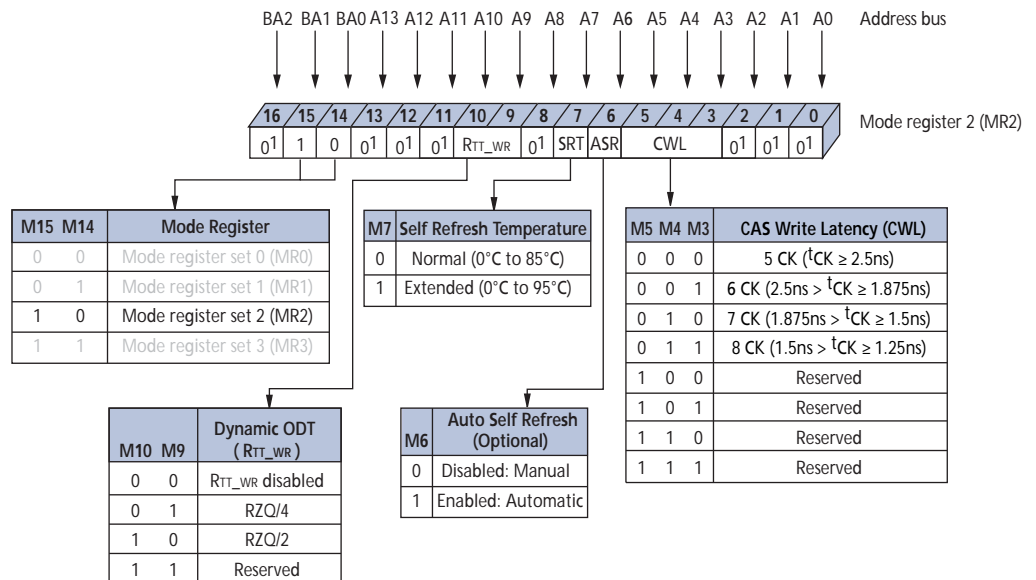 BA2 BA1 BA0 A13 A12 A11 A10 A9 A8 A7 A6 A5 A4 A3 A2 A1 A0 Address bus
16 15 14 13 12 11 10 9 8 7 6 5 4 3 2 1 0
Mode register 2 (MR2)
0¹ 1 0 0¹ 0¹ 0¹ RTT_WR 0¹ SRT ASR CWL 0¹ 0¹ 0¹
M15 M14 Mode Register
0 0 Mode register set 0 (MR0)
0 1 Mode register set 1 (MR1)
1 0 Mode register set 2 (MR2)
1 1 Mode register set 3 (MR3)
M7 Self Refresh Temperature
0 Normal (0°C to 85°C)
1 Extended (0°C to 95°C)
M5 M4 M3 CAS Write Latency (CWL)
0 0 0 5 CK (tCK ≥ 2.5ns)
0 0 1 6 CK (2.5ns > tCK ≥ 1.875ns)
0 1 0 7 CK (1.875ns > tCK ≥ 1.5ns)
0 1 1 8 CK (1.5ns > tCK ≥ 1.25ns)
1 0 0 Reserved
1 0 1 Reserved
1 1 0 Reserved
1 1 1 Reserved
M10 M9 Dynamic ODT
(RTT_WR)
0 0 RTT_WR disabled
0 1 RZQ/4
1 0 RZQ/2
1 1 Reserved
M6 Auto Self Refresh
(Optional)
0 Disabled: Manual
1 Enabled: Automatic